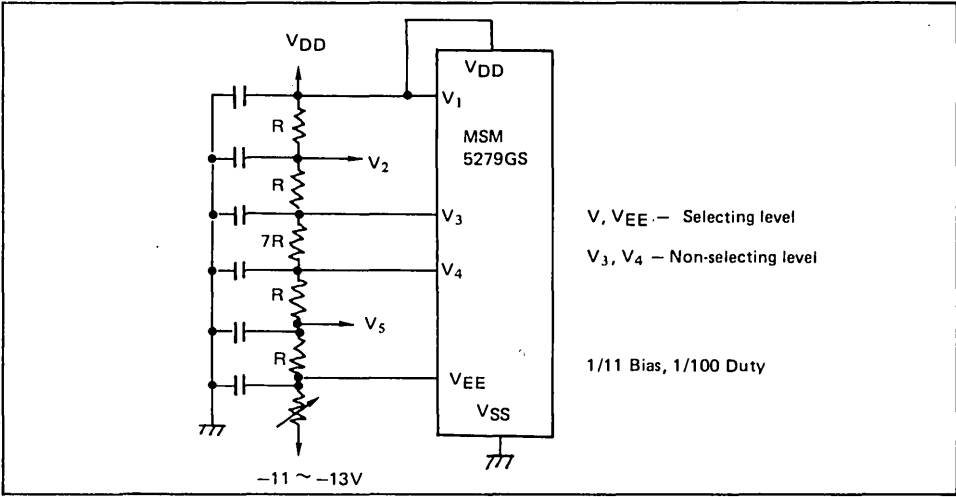 VDD
VDD
V1
R
MSM
5279GS
V2
R
V3
V, VEE – Selecting level
7R
V3, V4 – Non-selecting level
V4
R
V5
R
1/11 Bias, 1/100 Duty
VEE
VSS
–11 ~ –13V